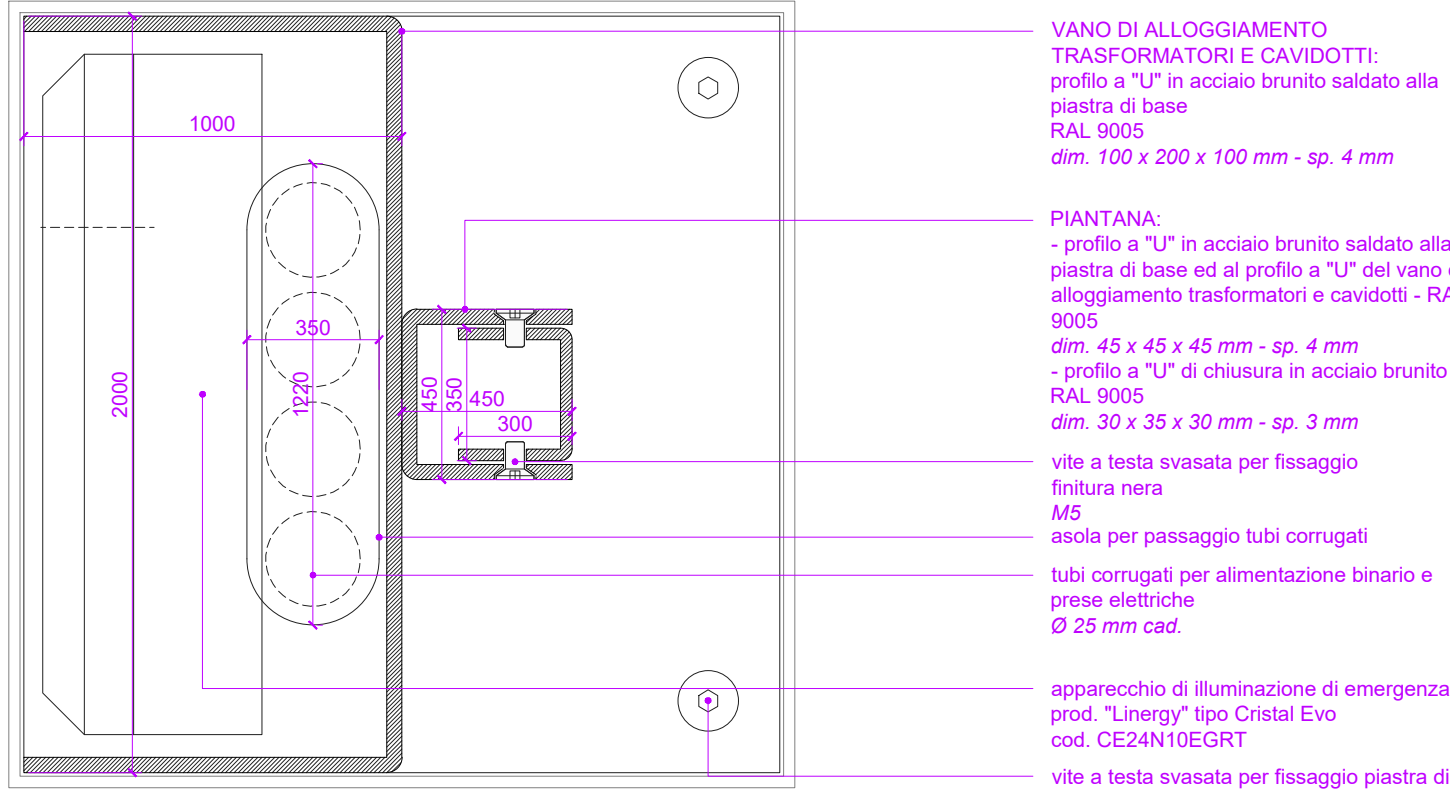 VANO DI ALLOGGIAMENTO
TRASFORMATORI E CAVIDOTTI:
profilo a "U" in acciaio brunito saldato alla
piastra di base
RAL 9005
dim. 100 x 200 x 100 mm - sp. 4 mm
PIANTANA:
- profilo a "U" in acciaio brunito saldato alla
piastra di base ed al profilo a "U" del vano
alloggiamento trasformatori e cavidotti - RA
9005
dim. 45 x 45 x 45 mm - sp. 4 mm
- profilo a "U" di chiusura in acciaio brunito
RAL 9005
dim. 30 x 35 x 30 mm - sp. 3 mm
vite a testa svasata per fissaggio
finitura nera
M5
asola per passaggio tubi corrugati
tubi corrugati per alimentazione binario e
prese elettriche
Ø 25 mm cad.
apparecchio di illuminazione di emergenza
prod. "Linergy" tipo Cristal Evo
cod. CE24N10EGRT
vite a testa svasata per fissaggio piastra di
1000
2000
350
1220
450
350
450
300